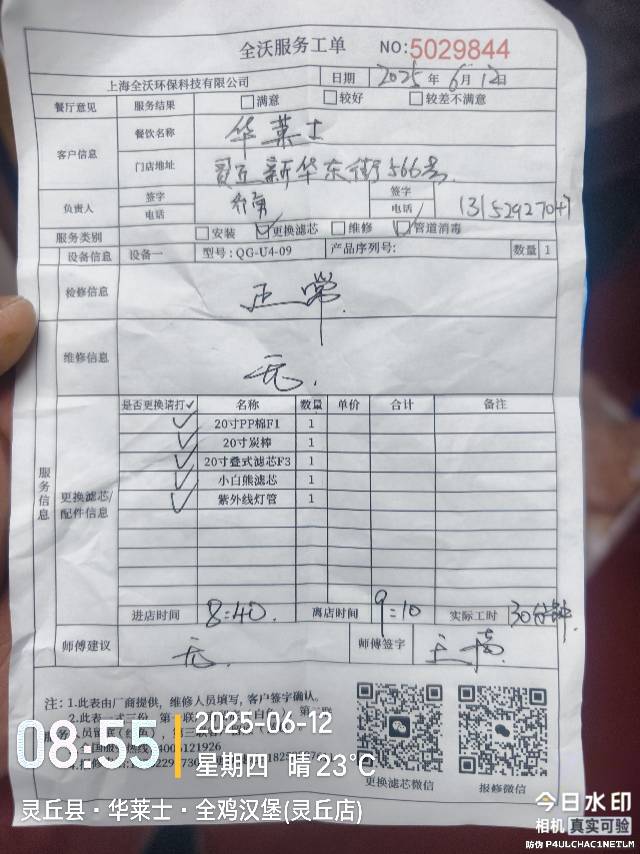 全沃服务工单 NO:5029844
上海全沃环保科技有限公司 日期 2025年6月12日
餐厅意见 服务结果 满意 较好 较差不满意
客户信息 餐饮名称 华莱士
门店地址 灵丘新华东街566号
负责人 签字 签字
电话 电话
服务类别 安装 更换滤芯 维修 管道消毒
设备信息 设备一 型号:QG-U4-09 产品序列号: 数量 1
检修信息 正常.
维修信息 无.
服务信息
更换滤芯/配件信息
是否更换请打✓ 名称 数量 单价 合计 备注
✓ 20寸PP棉F1 1
✓ 20寸炭棒 1
✓ 20寸叠式滤芯F3 1
✓ 小白熊滤芯 1
✓ 紫外线灯管 1
进店时间 8:40. 离店时间 9:10 实际工时 30分钟.
师傅建议 无. 师傅签字
注:1.此表由厂商提供，维修人员填写，客户签字确认。
更换滤芯微信 报修微信
08:55 2025-06-12
星期四 晴 23℃
灵丘县·华莱士·全鸡汉堡(灵丘店)
今日水印
相机 真实可验
防伪 P4ULCHAC1NETLM